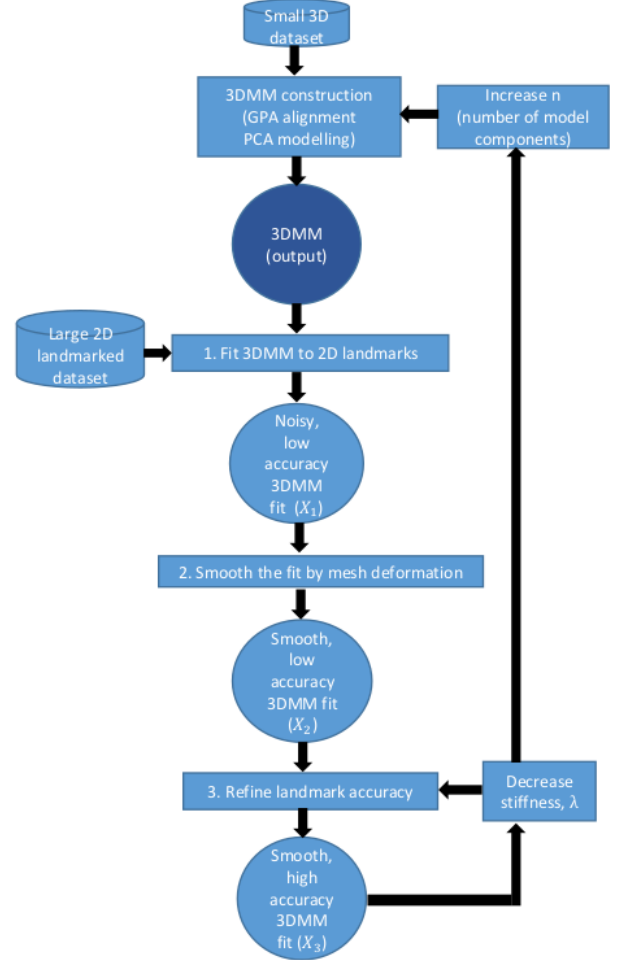 Small 3D
dataset
3DMM construction
(GPA alignment
PCA modelling)
Increase n
(number of model
components)
3DMM
(output)
Large 2D
landmarked
dataset
1. Fit 3DMM to 2D landmarks
Noisy,
low
accuracy
3DMM
fit (X₁)
2. Smooth the fit by mesh deformation
Smooth,
low
accuracy
3DMM fit
(X₂)
3. Refine landmark accuracy
Decrease
stiffness, λ
Smooth,
high
accuracy
3DMM
fit (X₃)